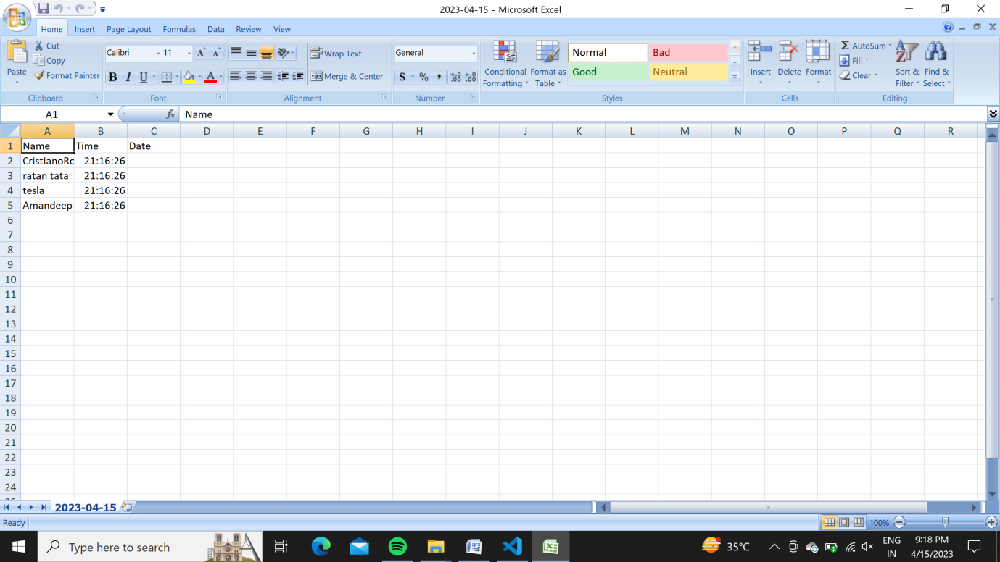 2023-04-15 - Microsoft Excel
Home Insert Page Layout Formulas Data Review View
Paste
Cut
Copy
Format Painter
Clipboard
Calibri 11
B I U
Font
Wrap Text
Merge & Center
Alignment
General
$ % ,
Number
Conditional Formatting
Format as Table
Normal Bad
Good Neutral
Styles
Insert Delete Format
Cells
Σ AutoSum
Fill
Clear
Sort & Filter
Find & Select
Editing
A1 fx Name
A B C D E F G H I J K L M N O P Q R
1 Name Time Date
2 CristianoRo 21:16:26
3 ratan tata 21:16:26
4 tesla 21:16:26
5 Amandeep 21:16:26
6
7
8
9
10
11
12
13
14
15
16
17
18
19
20
21
22
23
24
25
2023-04-15
Ready 100%
Type here to search 35°C ENG IN 9:18 PM 4/15/2023